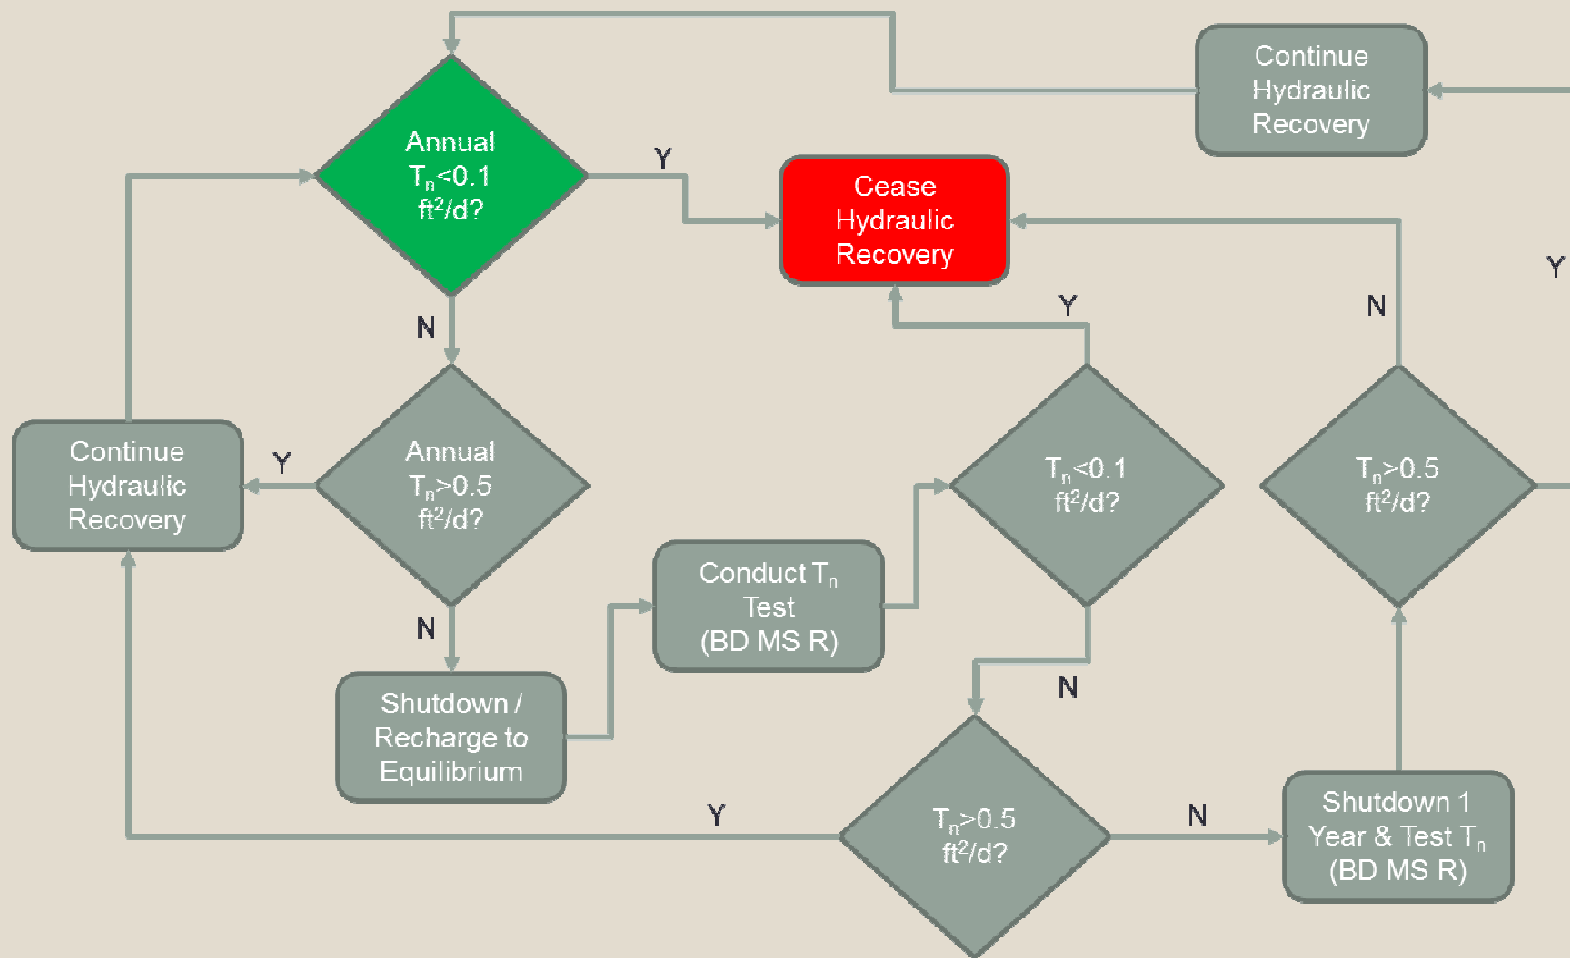 Continue
Hydraulic
Recovery
Annual
Tₙ<0.1
ft²/d?
Y
Cease
Hydraulic
Recovery
Y
Y
N
N
Continue
Hydraulic
Recovery
Y
Annual
Tₙ>0.5
ft²/d?
Tₙ<0.1
ft²/d?
Tₙ>0.5
ft²/d?
Conduct Tₙ
Test
(BD MS R)
N
N
Shutdown /
Recharge to
Equilibrium
Y
Tₙ>0.5
ft²/d?
N
Shutdown 1
Year & Test Tₙ
(BD MS R)